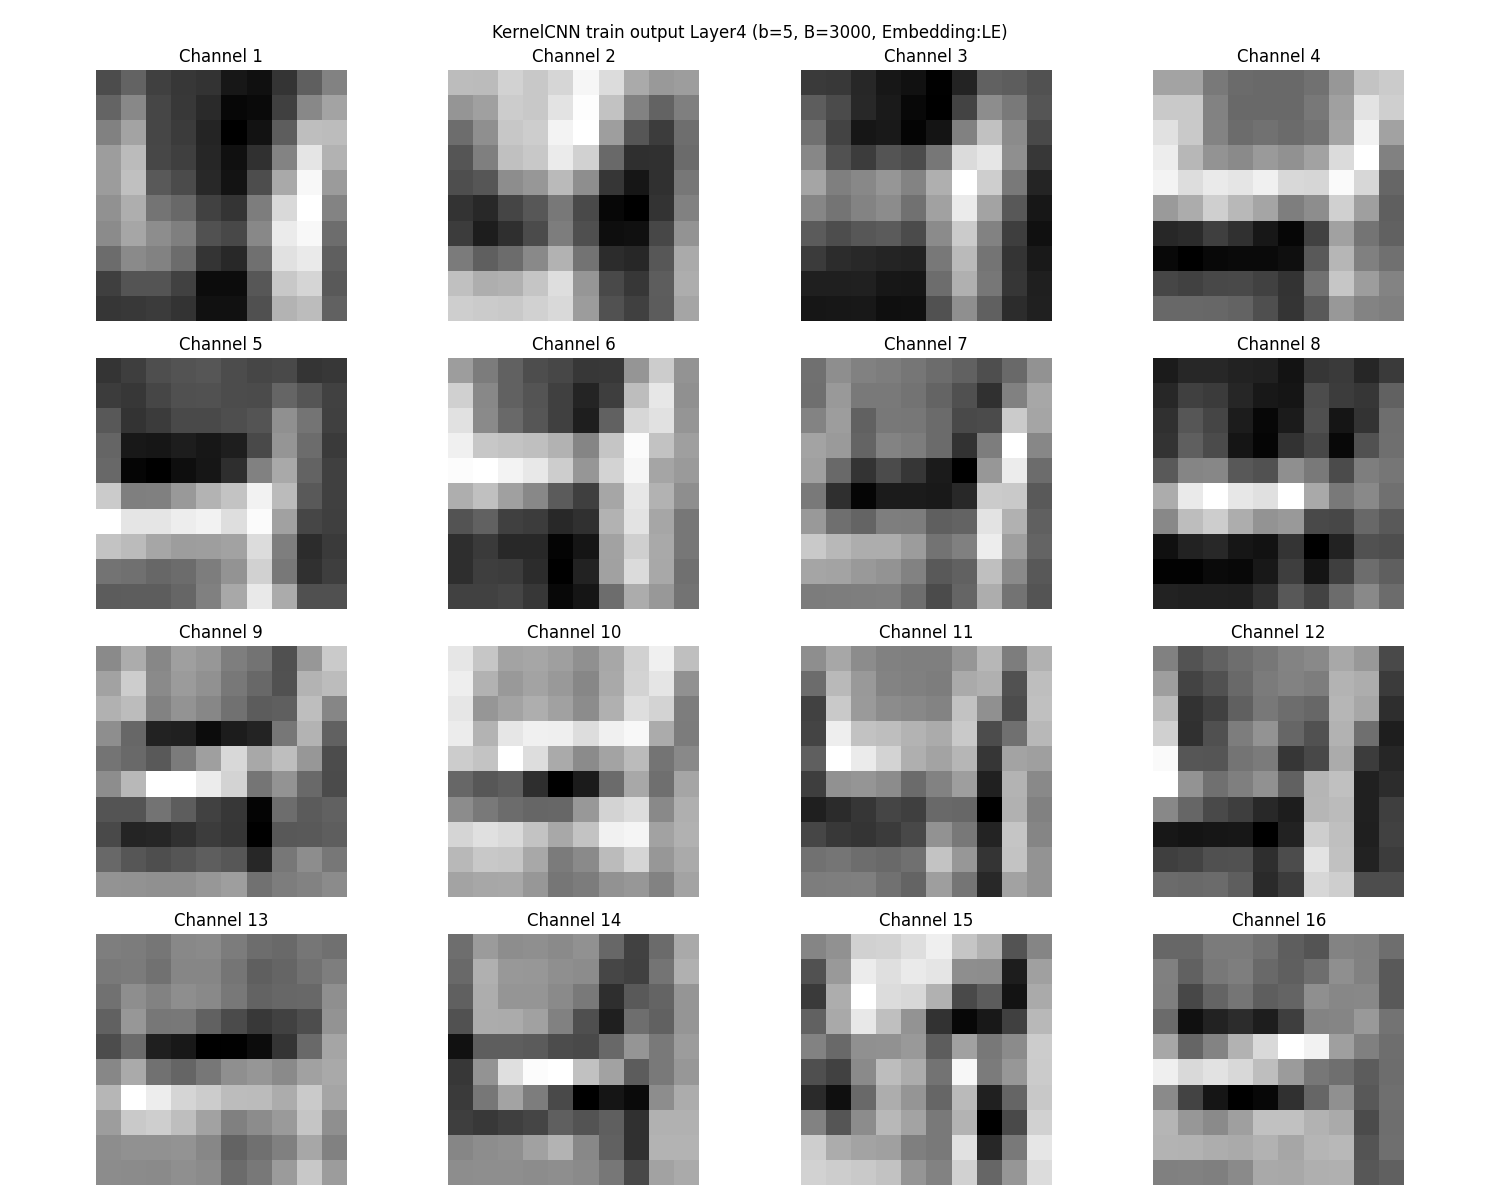 KernelCNN train output Layer4 (b=5, B=3000, Embedding:LE)
Channel 1
Channel 2
Channel 3
Channel 4
Channel 5
Channel 6
Channel 7
Channel 8
Channel 9
Channel 10
Channel 11
Channel 12
Channel 13
Channel 14
Channel 15
Channel 16